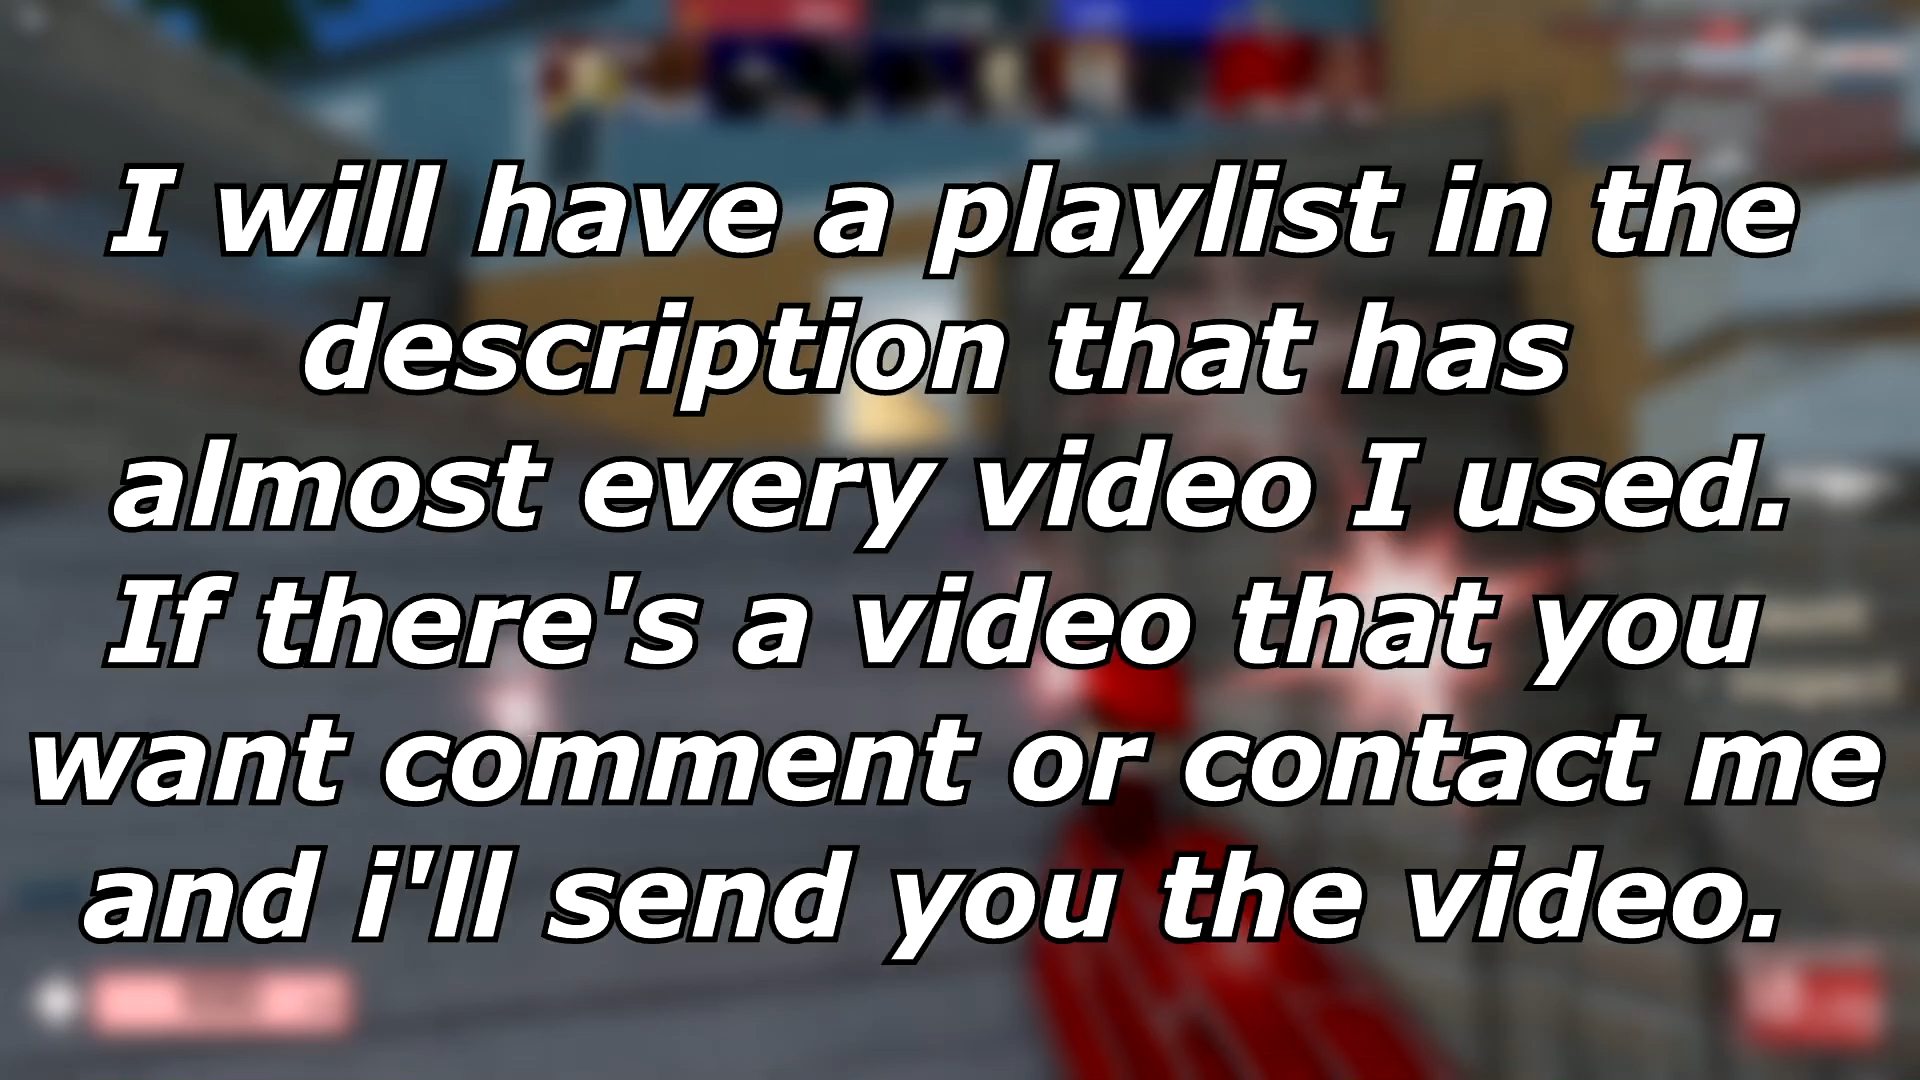 I will have a playlist in the
description that has
almost every video I used.
If there's a video that you
want comment or contact me
and i'll send you the video.